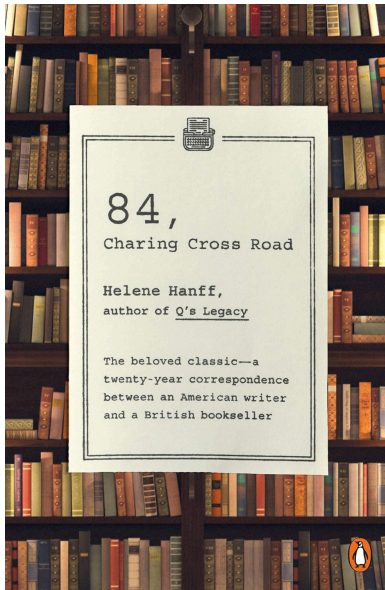 84,
Charing Cross Road
Helene Hanff,
author of Q's Legacy
The beloved classic—a
twenty-year correspondence
between an American writer
and a British bookseller